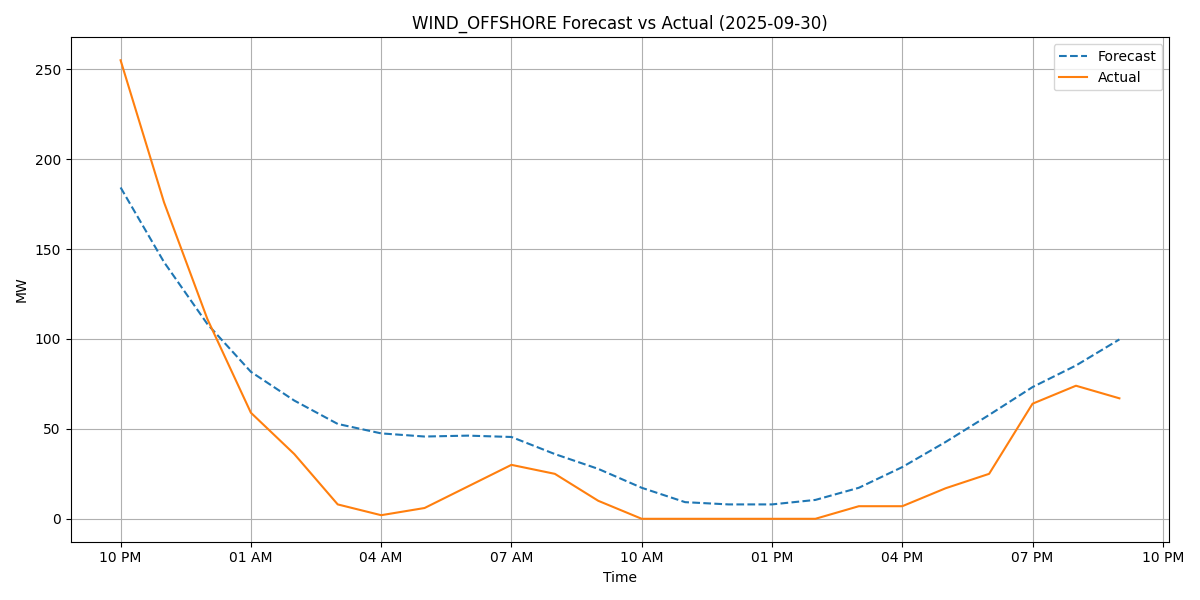 WIND_OFFSHORE Forecast vs Actual (2025-09-30)
Forecast
Actual
250
200
150
100
50
0
MW
10 PM 01 AM 04 AM 07 AM 10 AM 01 PM 04 PM 07 PM 10 PM
Time